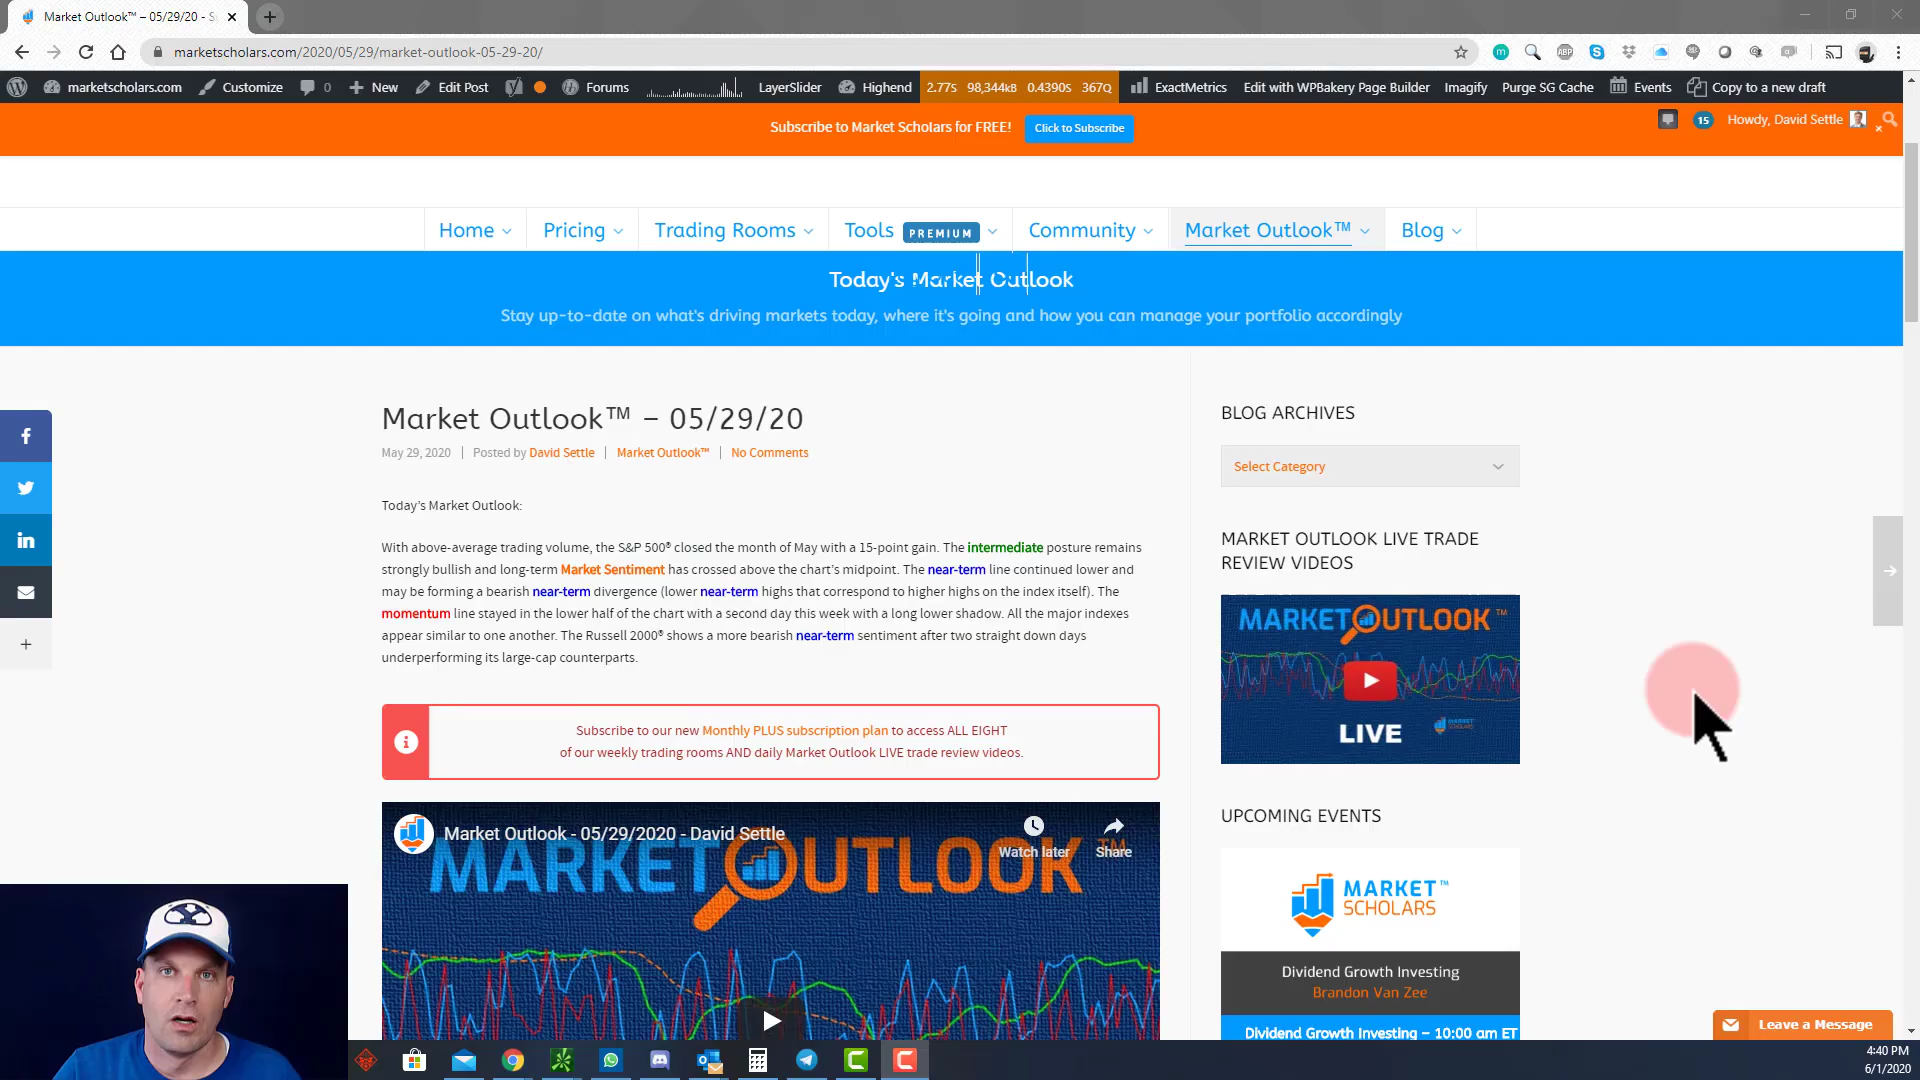 Market Outlook™ – 05/29/20 - S
marketscholars.com/2020/05/29/market-outlook-05-29-20/
marketscholars.com Customize 0 New Edit Post Forums LayerSlider Highend 2.77S 98,344kB 0.4390S 367Q ExactMetrics Edit with WPBakery Page Builder Imagify Purge SG Cache Events Copy to a new draft
Subscribe to Market Scholars for FREE! Click to Subscribe
15 Howdy, David Settle
Home Pricing Trading Rooms Tools PREMIUM Community Market Outlook™ Blog
Today's Market Outlook
Stay up-to-date on what's driving markets today, where it's going and how you can manage your portfolio accordingly
Market Outlook™ – 05/29/20
May 29, 2020 | Posted by David Settle | Market Outlook™ | No Comments
Today's Market Outlook:
With above-average trading volume, the S&P 500® closed the month of May with a 15-point gain. The intermediate posture remains
strongly bullish and long-term Market Sentiment has crossed above the chart's midpoint. The near-term line continued lower and
may be forming a bearish near-term divergence (lower near-term highs that correspond to higher highs on the index itself). The
momentum line stayed in the lower half of the chart with a second day this week with a long lower shadow. All the major indexes
appear similar to one another. The Russell 2000® shows a more bearish near-term sentiment after two straight down days
underperforming its large-cap counterparts.
Subscribe to our new Monthly PLUS subscription plan to access ALL EIGHT
of our weekly trading rooms AND daily Market Outlook LIVE trade review videos.
Market Outlook - 05/29/2020 - David Settle
Watch later
Share
MARKETOUTLOOK™
BLOG ARCHIVES
Select Category
MARKET OUTLOOK LIVE TRADE
REVIEW VIDEOS
MARKETOUTLOOK™
LIVE
MARKET
SCHOLARS
UPCOMING EVENTS
MARKET™
SCHOLARS
Dividend Growth Investing
Brandon Van Zee
Dividend Growth Investing – 10:00 am ET
Leave a Message
4:40 PM
6/1/2020